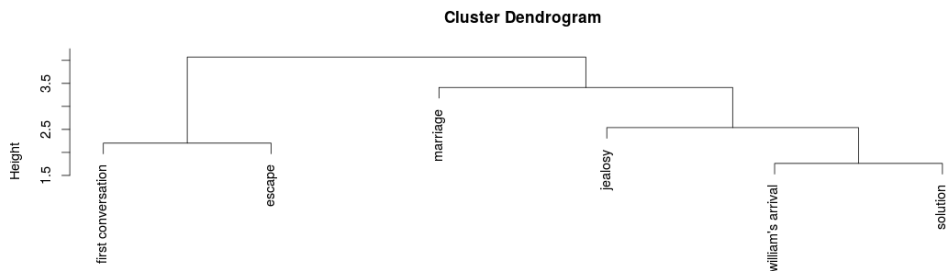 Cluster Dendrogram
Height
3.5
2.5
1.5
first conversation
escape
marriage
jealosy
william's arrival
solution